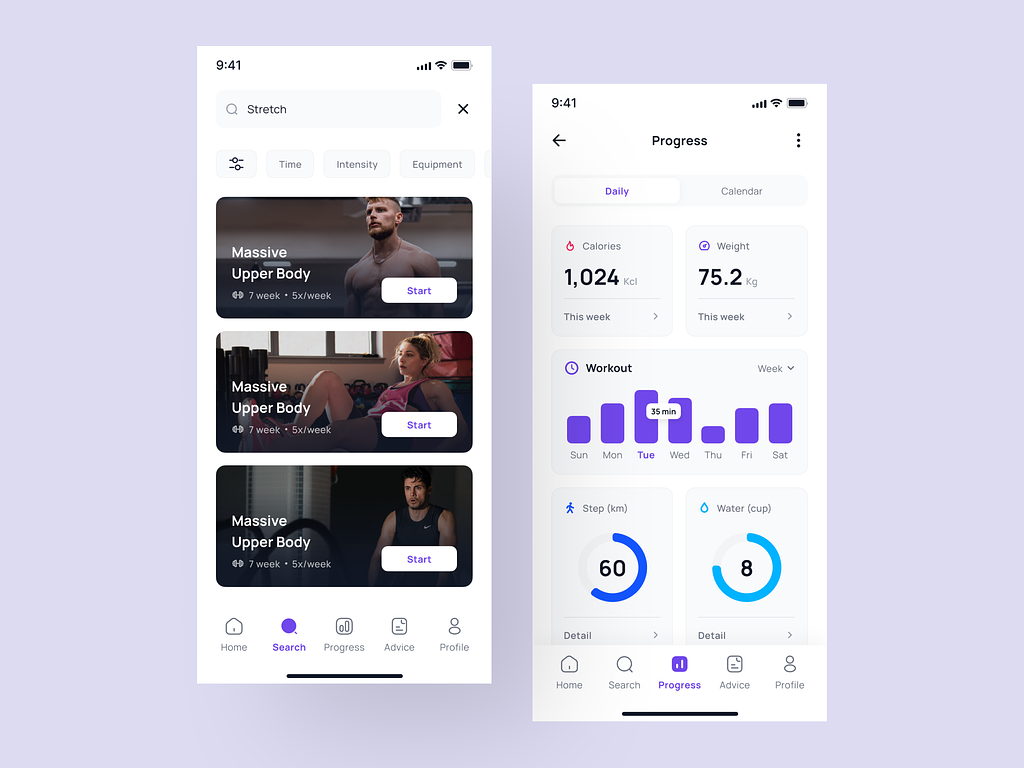 9:41
Stretch
Time
Intensity
Equipment
Massive
Upper Body
7 week • 5x/week
Start
Massive
Upper Body
7 week • 5x/week
Start
Massive
Upper Body
7 week • 5x/week
Start
Home
Search
Progress
Advice
Profile
9:41
Progress
Daily
Calendar
Calories
1,024 Kcl
This week
Weight
75.2 Kg
This week
Workout
Week
35 min
Sun
Mon
Tue
Wed
Thu
Fri
Sat
Step (km)
60
Detail
Water (cup)
8
Detail
Home
Search
Progress
Advice
Profile